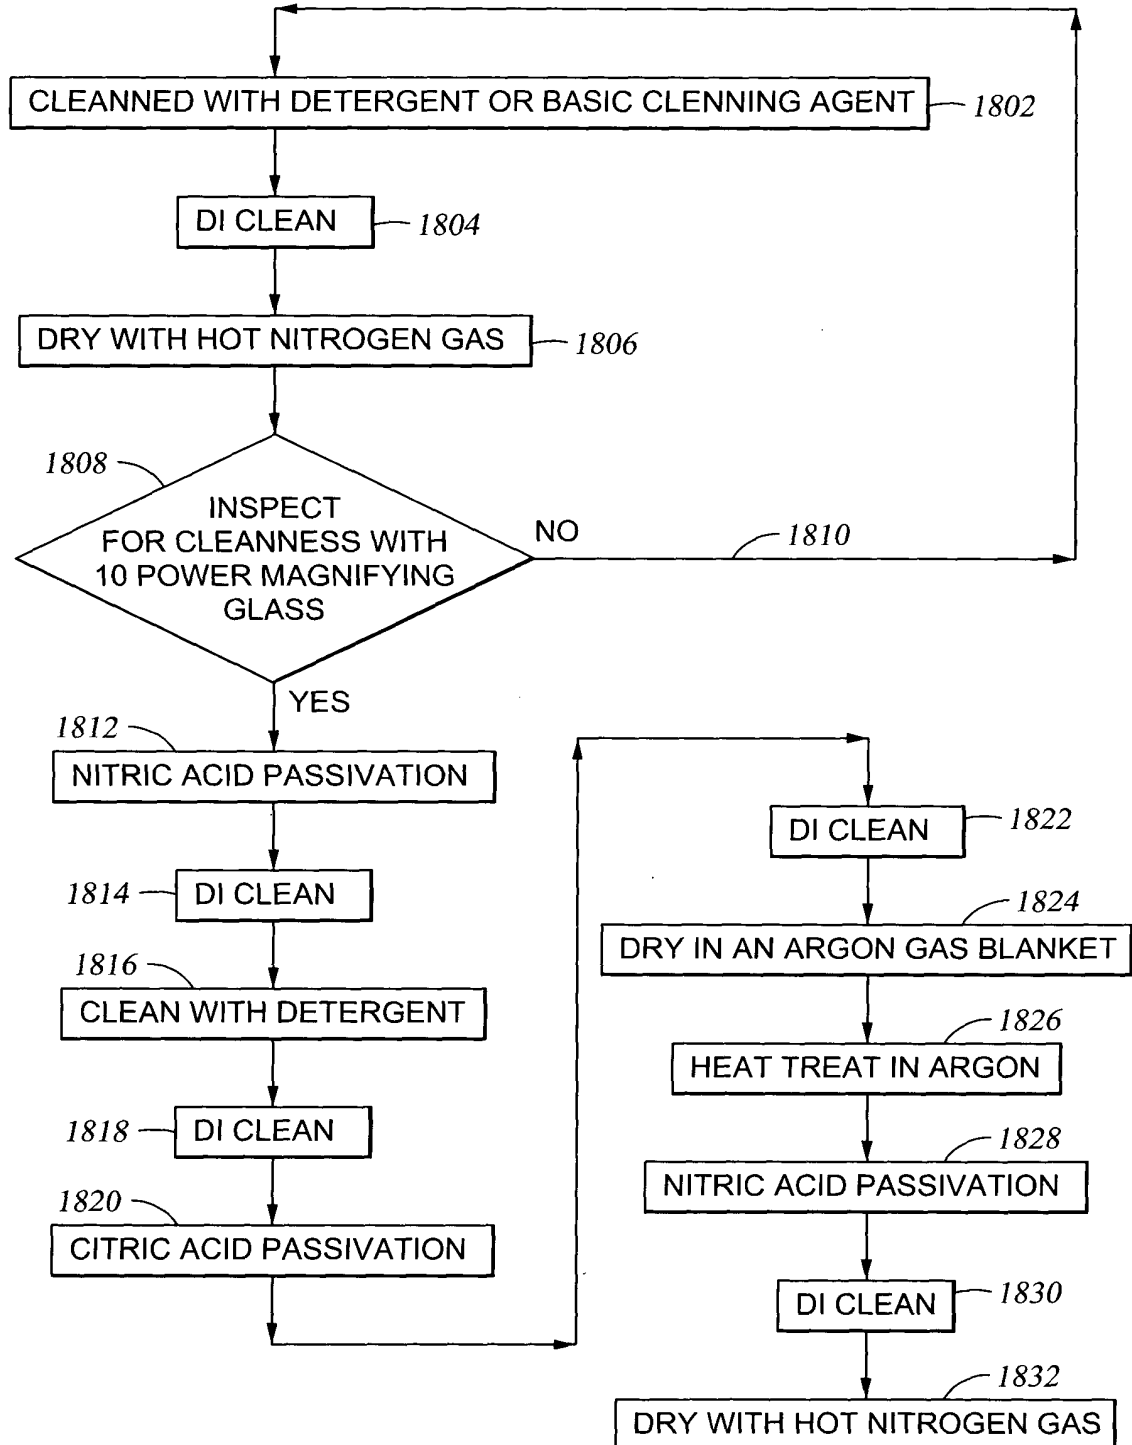 CLEANNED WITH DETERGENT OR BASIC CLENNING AGENT
1802
DI CLEAN
1804
DRY WITH HOT NITROGEN GAS
1806
1808
INSPECT
FOR CLEANNESS WITH
10 POWER MAGNIFYING
GLASS
NO
1810
YES
1812
NITRIC ACID PASSIVATION
1814
DI CLEAN
1816
CLEAN WITH DETERGENT
1818
DI CLEAN
1820
CITRIC ACID PASSIVATION
DI CLEAN
1822
1824
DRY IN AN ARGON GAS BLANKET
1826
HEAT TREAT IN ARGON
1828
NITRIC ACID PASSIVATION
DI CLEAN
1830
1832
DRY WITH HOT NITROGEN GAS